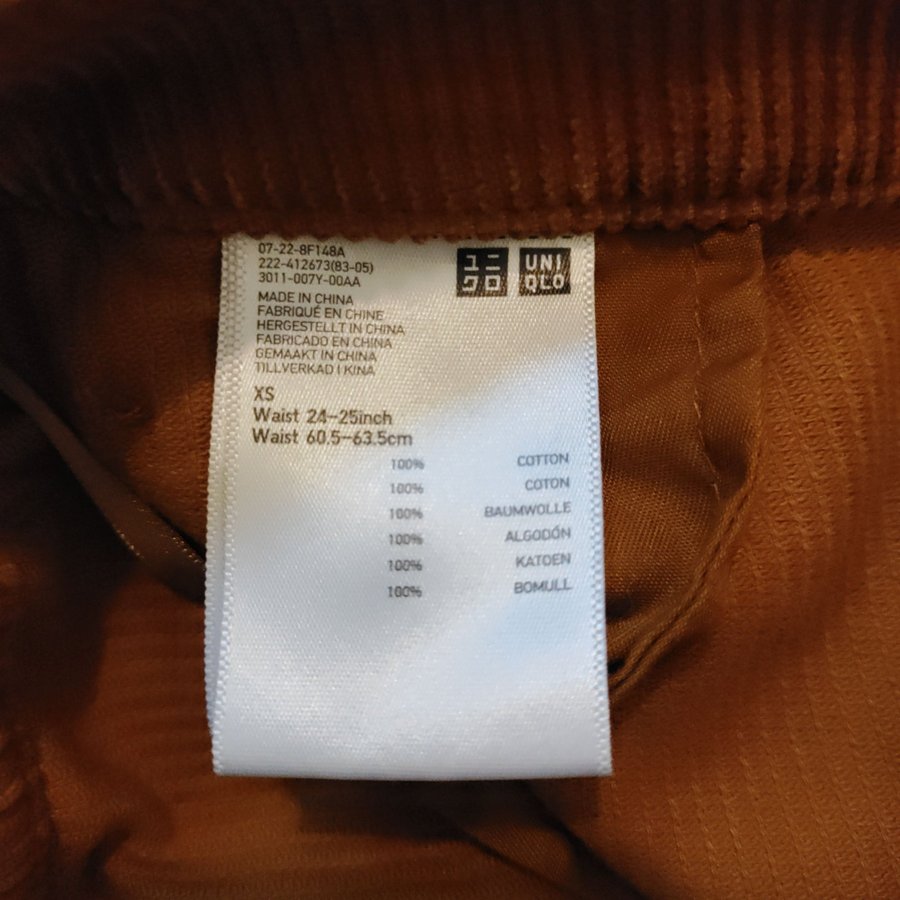 07-22-8F148A
222-412673(83-05)
3011-007Y-00AA
ユニ
クロ
UNI
QLO
MADE IN CHINA
FABRIQUÉ EN CHINE
HERGESTELLT IN CHINA
FABRICADO EN CHINA
GEMAAKT IN CHINA
TILLVERKAD I KINA
XS
Waist 24-25inch
Waist 60.5-63.5cm
100% COTTON
100% COTON
100% BAUMWOLLE
100% ALGODÓN
100% KATOEN
100% BOMULL